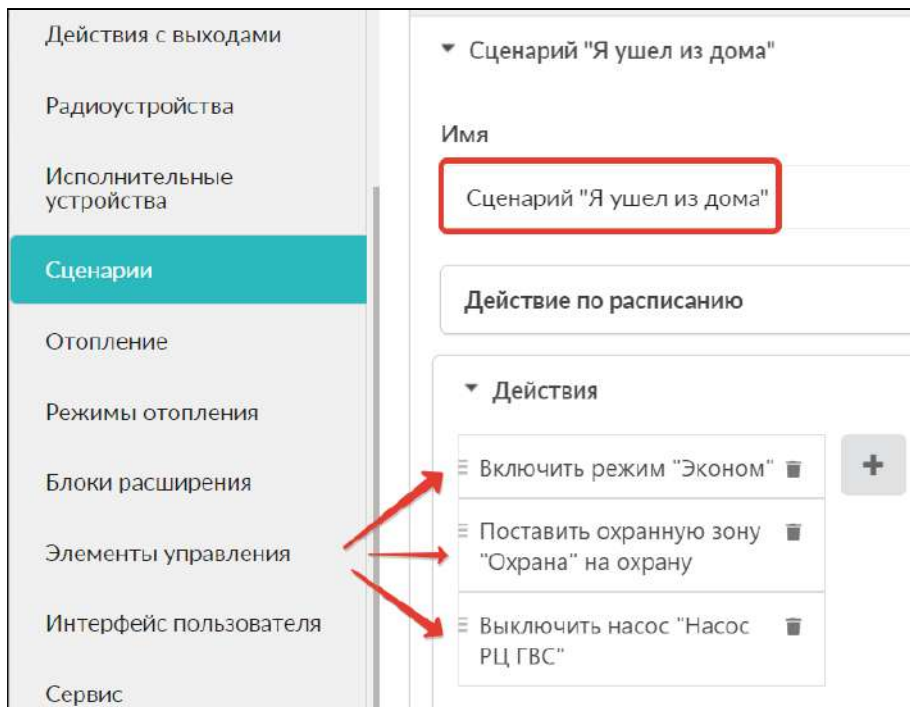 Действия с выходами
Радиоустройства
Исполнительные
устройства
Сценарии
Отопление
Режимы отопления
Блоки расширения
Элементы управления
Интерфейс пользователя
Сервис
Сценарий "Я ушел из дома"
Имя
Сценарий "Я ушел из дома"
Действие по расписанию
Действия
Включить режим "Эконом"
+
Поставить охранную зону
"Охрана" на охрану
Выключить насос "Насос
РЦ ГВС"